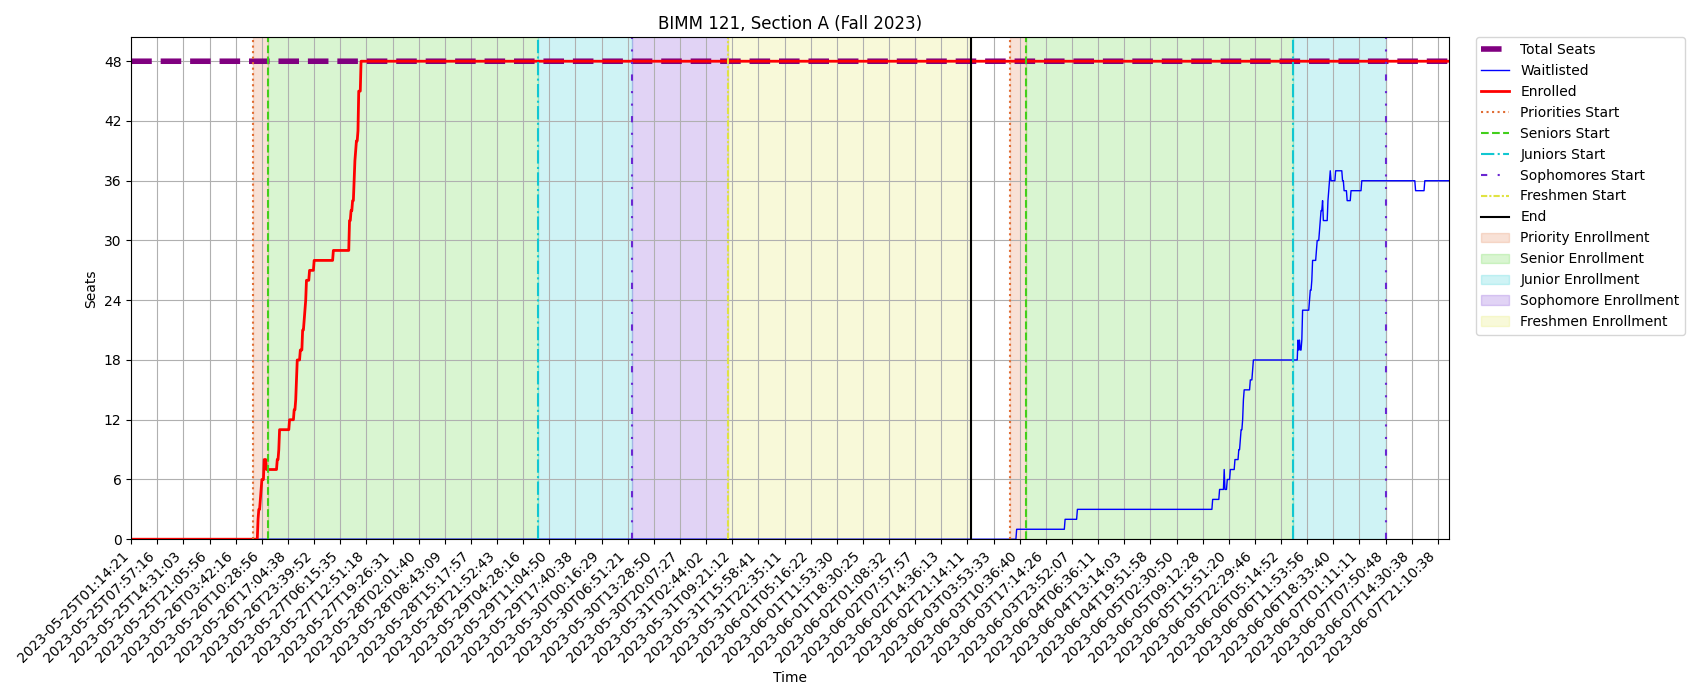 BIMM 121, Section A (Fall 2023)
Seats
48
42
36
30
24
18
12
6
0
2023-05-25T01:14:21
2023-05-25T07:57:16
2023-05-25T14:31:03
2023-05-25T21:05:56
2023-05-26T03:42:16
2023-05-26T10:28:56
2023-05-26T17:04:38
2023-05-26T23:39:52
2023-05-27T06:15:35
2023-05-27T12:51:18
2023-05-27T19:26:31
2023-05-28T02:01:40
2023-05-28T08:43:09
2023-05-28T15:17:57
2023-05-28T21:52:43
2023-05-29T04:28:16
2023-05-29T11:04:50
2023-05-29T17:40:38
2023-05-30T00:16:29
2023-05-30T06:51:21
2023-05-30T13:28:50
2023-05-30T20:07:27
2023-05-31T02:44:02
2023-05-31T09:21:12
2023-05-31T15:58:41
2023-05-31T22:35:11
2023-06-01T05:16:22
2023-06-01T11:53:30
2023-06-01T18:30:25
2023-06-02T01:08:32
2023-06-02T07:57:57
2023-06-02T14:36:13
2023-06-02T21:14:11
2023-06-03T03:53:33
2023-06-03T10:36:40
2023-06-03T17:14:26
2023-06-03T23:52:07
2023-06-04T06:36:11
2023-06-04T13:14:03
2023-06-04T19:51:58
2023-06-05T02:30:50
2023-06-05T09:12:28
2023-06-05T15:51:20
2023-06-05T22:29:46
2023-06-06T05:14:52
2023-06-06T11:53:56
2023-06-06T18:33:40
2023-06-07T01:11:11
2023-06-07T07:50:48
2023-06-07T14:30:38
2023-06-07T21:10:38
Time
Total Seats
Waitlisted
Enrolled
Priorities Start
Seniors Start
Juniors Start
Sophomores Start
Freshmen Start
End
Priority Enrollment
Senior Enrollment
Junior Enrollment
Sophomore Enrollment
Freshmen Enrollment